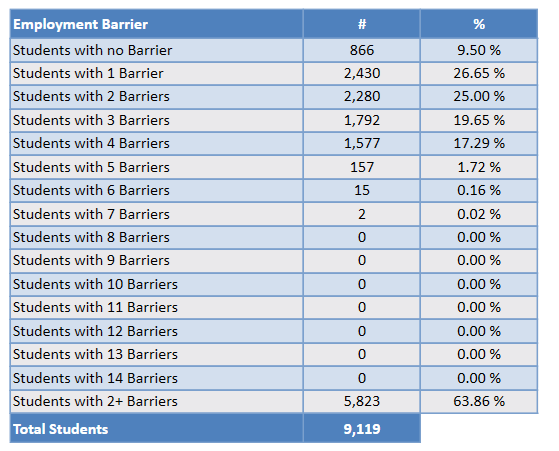 Employment Barrier # %
Students with no Barrier 866 9.50 %
Students with 1 Barrier 2,430 26.65 %
Students with 2 Barriers 2,280 25.00 %
Students with 3 Barriers 1,792 19.65 %
Students with 4 Barriers 1,577 17.29 %
Students with 5 Barriers 157 1.72 %
Students with 6 Barriers 15 0.16 %
Students with 7 Barriers 2 0.02 %
Students with 8 Barriers 0 0.00 %
Students with 9 Barriers 0 0.00 %
Students with 10 Barriers 0 0.00 %
Students with 11 Barriers 0 0.00 %
Students with 12 Barriers 0 0.00 %
Students with 13 Barriers 0 0.00 %
Students with 14 Barriers 0 0.00 %
Students with 2+ Barriers 5,823 63.86 %
Total Students 9,119